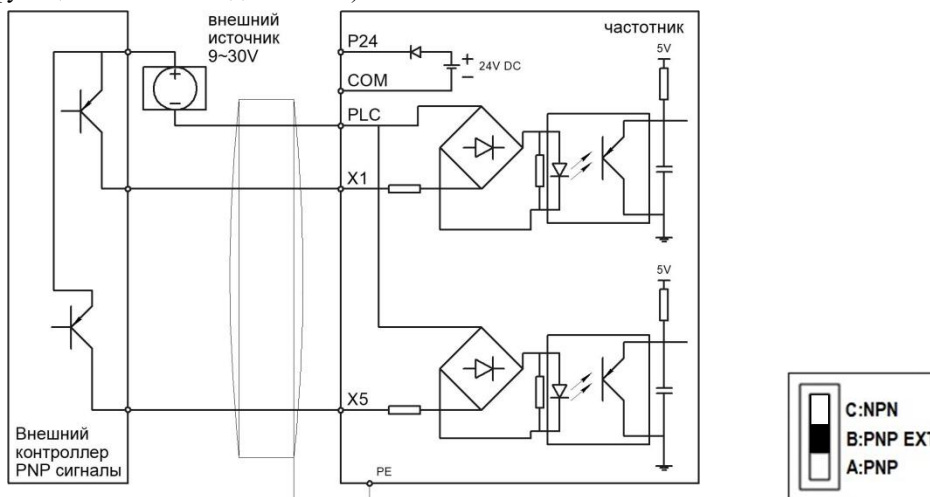 внешний
источник
9~30V
частотник
P24
5V
+
24V DC
COM
PLC
X1
5V
X5
Внешний
контроллер
PNP сигналы
PE
C:NPN
B:PNP EXT
A:PNP